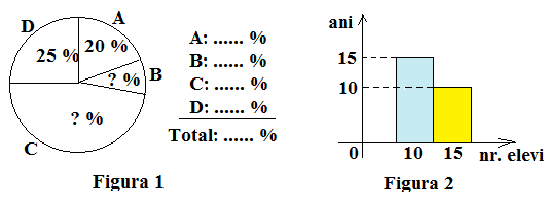 D
A
20 %
25 %
? %
B
? %
C
A: ...... %
B: ...... %
C: ...... %
D: ...... %
Total: ...... %
Figura 1
ani
15
10
0
10
15
nr. elevi
Figura 2